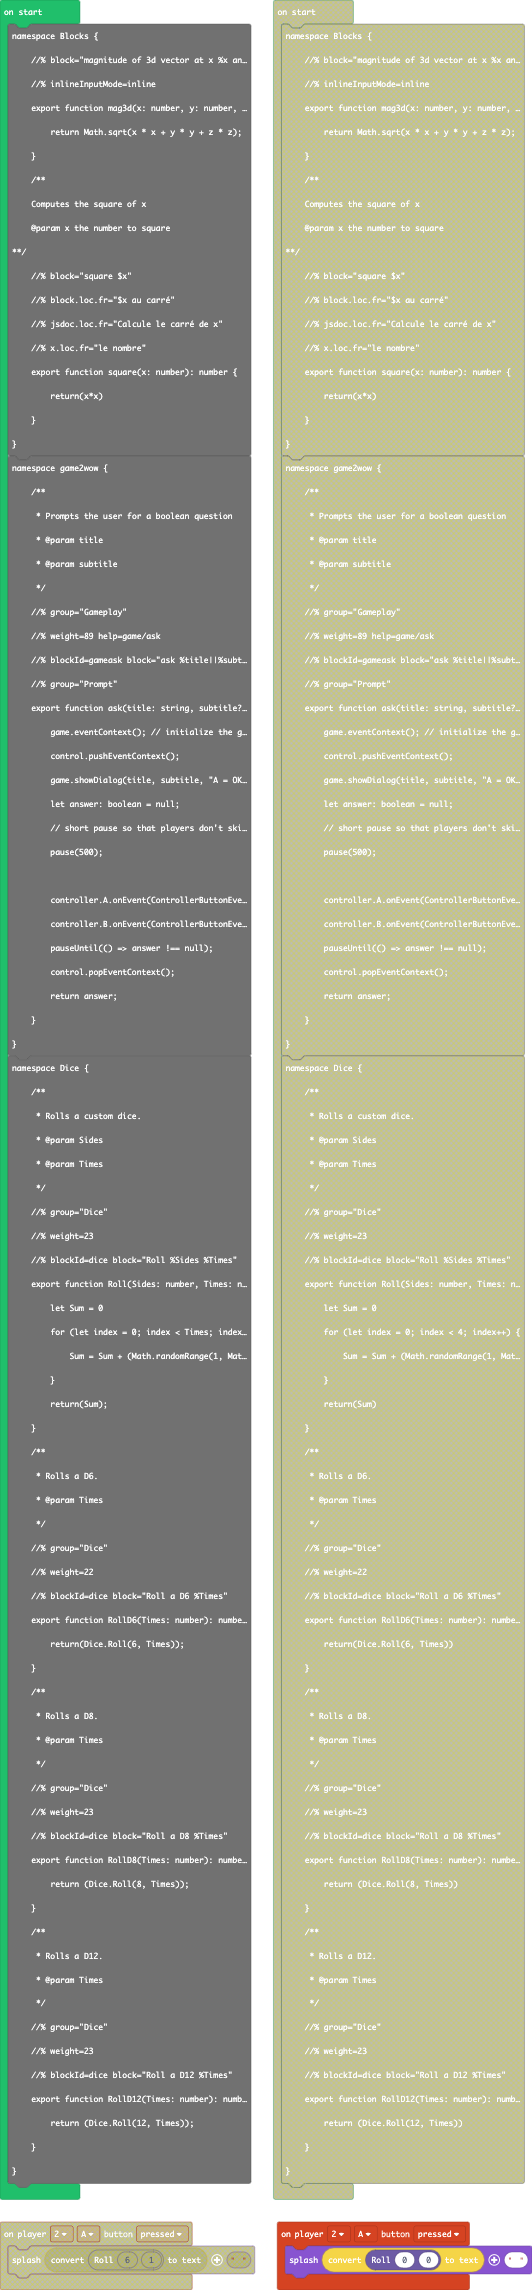 on start
namespace Blocks {
//% block="magnitude of 3d vector at x %x an…
//% inlineInputMode=inline
export function mag3d(x: number, y: number, …
return Math.sqrt(x * x + y * y + z * z);
}
/**
Computes the square of x
@param x the number to square
**/
//% block="square $x"
//% block.loc.fr="$x au carré"
//% jsdoc.loc.fr="Calcule le carré de x"
//% x.loc.fr="le nombre"
export function square(x: number): number {
return(x*x)
}
}
namespace game2wow {
/**
* Prompts the user for a boolean question
* @param title
* @param subtitle
*/
//% group="Gameplay"
//% weight=89 help=game/ask
//% blockId=gameask block="ask %title||%subt…
//% group="Prompt"
export function ask(title: string, subtitle?…
game.eventContext(); // initialize the g…
control.pushEventContext();
game.showDialog(title, subtitle, "A = OK…
let answer: boolean = null;
// short pause so that players don't ski…
pause(500);
controller.A.onEvent(ControllerButtonEve…
controller.B.onEvent(ControllerButtonEve…
pauseUntil(() => answer !== null);
control.popEventContext();
return answer;
}
}
namespace Dice {
/**
* Rolls a custom dice.
* @param Sides
* @param Times
*/
//% group="Dice"
//% weight=23
//% blockId=dice block="Roll %Sides %Times"
export function Roll(Sides: number, Times: n…
let Sum = 0
for (let index = 0; index < Times; index…
Sum = Sum + (Math.randomRange(1, Mat…
}
return(Sum);
}
/**
* Rolls a D6.
* @param Times
*/
//% group="Dice"
//% weight=22
//% blockId=dice block="Roll a D6 %Times"
export function RollD6(Times: number): numbe…
return(Dice.Roll(6, Times));
}
/**
* Rolls a D8.
* @param Times
*/
//% group="Dice"
//% weight=23
//% blockId=dice block="Roll a D8 %Times"
export function RollD8(Times: number): numbe…
return (Dice.Roll(8, Times));
}
/**
* Rolls a D12.
* @param Times
*/
//% group="Dice"
//% weight=23
//% blockId=dice block="Roll a D12 %Times"
export function RollD12(Times: number): numb…
return (Dice.Roll(12, Times));
}
}
on player 2 A button pressed
splash convert Roll 6 1 to text + " "
on start
namespace Blocks {
//% block="magnitude of 3d vector at x %x an…
//% inlineInputMode=inline
export function mag3d(x: number, y: number, …
return Math.sqrt(x * x + y * y + z * z);
}
/**
Computes the square of x
@param x the number to square
**/
//% block="square $x"
//% block.loc.fr="$x au carré"
//% jsdoc.loc.fr="Calcule le carré de x"
//% x.loc.fr="le nombre"
export function square(x: number): number {
return(x*x)
}
}
namespace game2wow {
/**
* Prompts the user for a boolean question
* @param title
* @param subtitle
*/
//% group="Gameplay"
//% weight=89 help=game/ask
//% blockId=gameask block="ask %title||%subt…
//% group="Prompt"
export function ask(title: string, subtitle?…
game.eventContext(); // initialize the g…
control.pushEventContext();
game.showDialog(title, subtitle, "A = OK…
let answer: boolean = null;
// short pause so that players don't ski…
pause(500);
controller.A.onEvent(ControllerButtonEve…
controller.B.onEvent(ControllerButtonEve…
pauseUntil(() => answer !== null);
control.popEventContext();
return answer;
}
}
namespace Dice {
/**
* Rolls a custom dice.
* @param Sides
* @param Times
*/
//% group="Dice"
//% weight=23
//% blockId=dice block="Roll %Sides %Times"
export function Roll(Sides: number, Times: n…
let Sum = 0
for (let index = 0; index < 4; index++) {
Sum = Sum + (Math.randomRange(1, Mat…
}
return(Sum)
}
/**
* Rolls a D6.
* @param Times
*/
//% group="Dice"
//% weight=22
//% blockId=dice block="Roll a D6 %Times"
export function RollD6(Times: number): numbe…
return(Dice.Roll(6, Times))
}
/**
* Rolls a D8.
* @param Times
*/
//% group="Dice"
//% weight=23
//% blockId=dice block="Roll a D8 %Times"
export function RollD8(Times: number): numbe…
return (Dice.Roll(8, Times))
}
/**
* Rolls a D12.
* @param Times
*/
//% group="Dice"
//% weight=23
//% blockId=dice block="Roll a D12 %Times"
export function RollD12(Times: number): numb…
return (Dice.Roll(12, Times))
}
}
on player 2 A button pressed
splash convert Roll 0 0 to text + " "